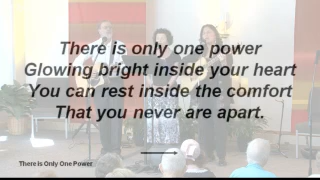 There is only one power
Glowing bright inside your heart
You can rest inside the comfort
That you never are apart.
There is Only One Power